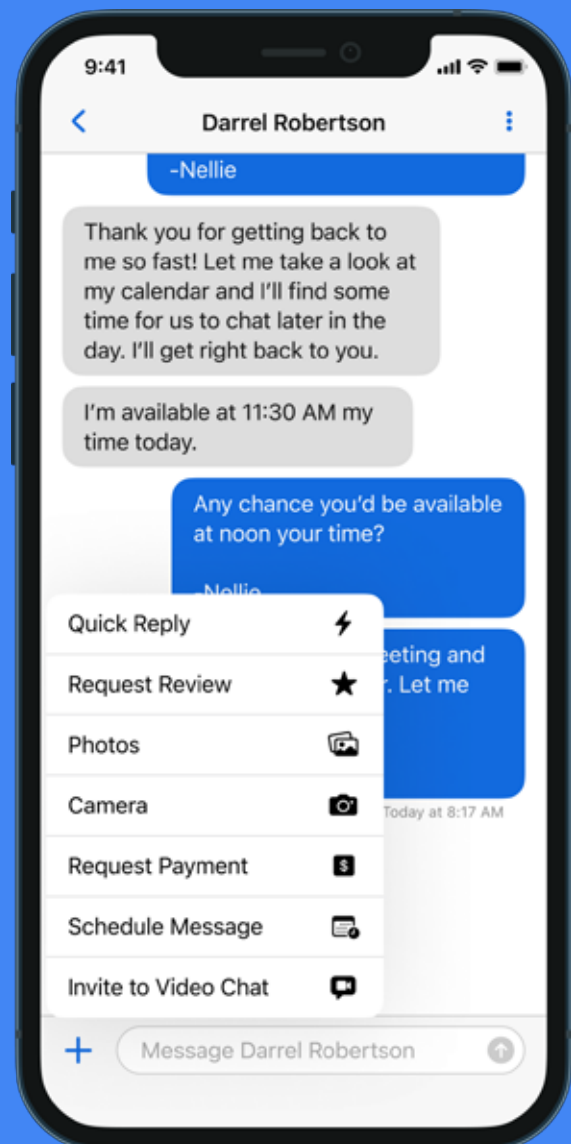 9:41
Darrel Robertson
-Nellie
Thank you for getting back to
me so fast! Let me take a look at
my calendar and I'll find some
time for us to chat later in the
day. I'll get right back to you.
I'm available at 11:30 AM my
time today.
Any chance you'd be available
at noon your time?
-Nellie
eeting and
r. Let me
Today at 8:17 AM
Quick Reply
Request Review
Photos
Camera
Request Payment
Schedule Message
Invite to Video Chat
Message Darrel Robertson